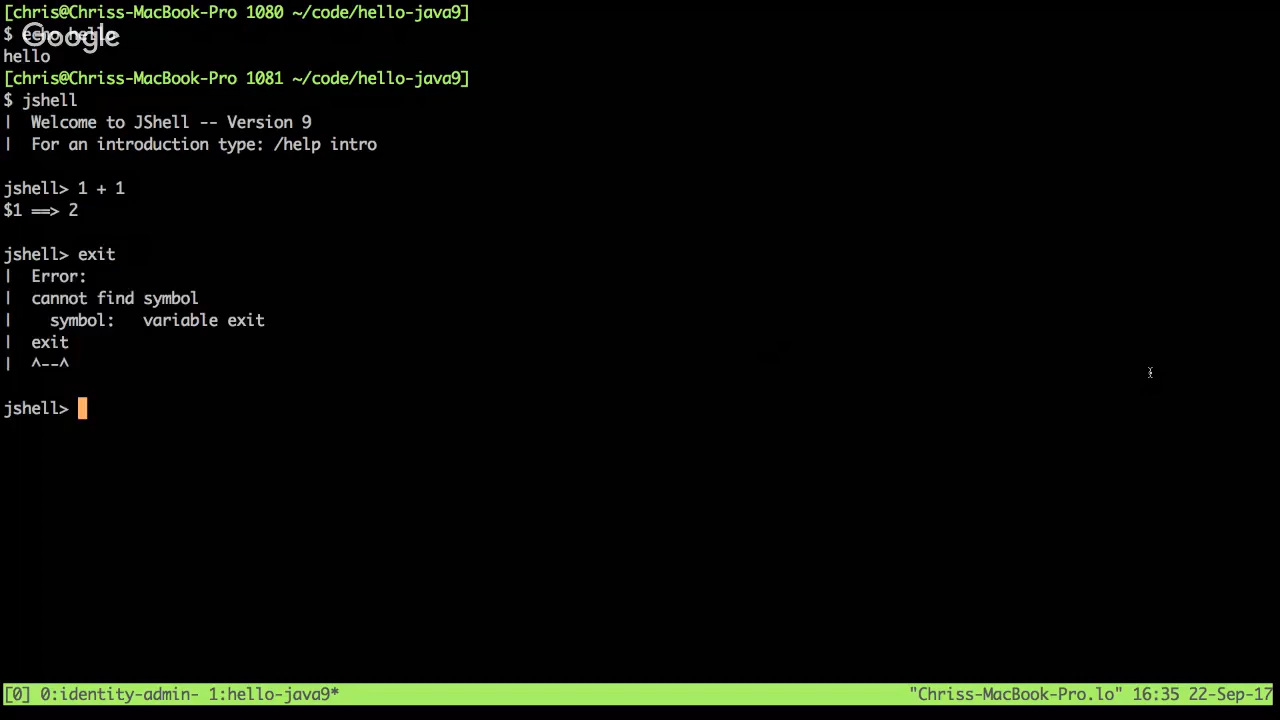 [chris@Chriss-MacBook-Pro 1080 ~/code/hello-java9]
$ echo hello
Google
hello
[chris@Chriss-MacBook-Pro 1081 ~/code/hello-java9]
$ jshell
|  Welcome to JShell -- Version 9
|  For an introduction type: /help intro
jshell> 1 + 1
$1 ==> 2
jshell> exit
|  Error:
|  cannot find symbol
|    symbol:   variable exit
|  exit
|  ^--^
jshell>
[0] 0:identity-admin- 1:hello-java9* "Chriss-MacBook-Pro.lo" 16:35 22-Sep-17